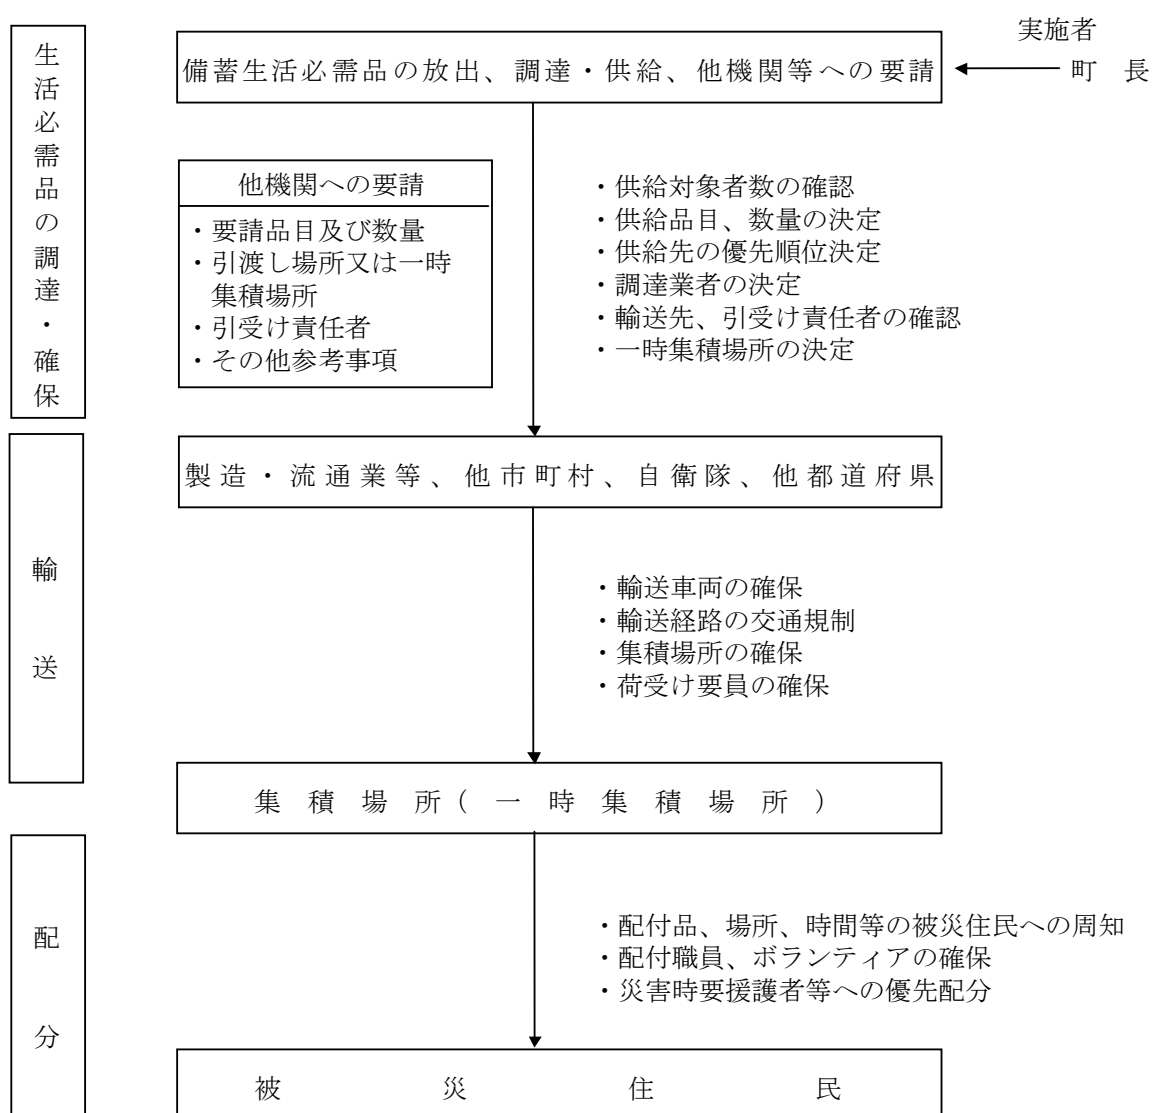 実施者
町 長
生活必需品の調達・確保
備蓄生活必需品の放出、調達・供給、他機関等への要請
他機関への要請
・要請品目及び数量
・引渡し場所又は一時
集積場所
・引受け責任者
・その他参考事項
・供給対象者数の確認
・供給品目、数量の決定
・供給先の優先順位決定
・調達業者の決定
・輸送先、引受け責任者の確認
・一時集積場所の決定
輸送
製造・流通業等、他市町村、自衛隊、他都道府県
・輸送車両の確保
・輸送経路の交通規制
・集積場所の確保
・荷受け要員の確保
集積場所(一時集積場所)
配分
・配付品、場所、時間等の被災住民への周知
・配付職員、ボランティアの確保
・災害時要援護者等への優先配分
被災住民